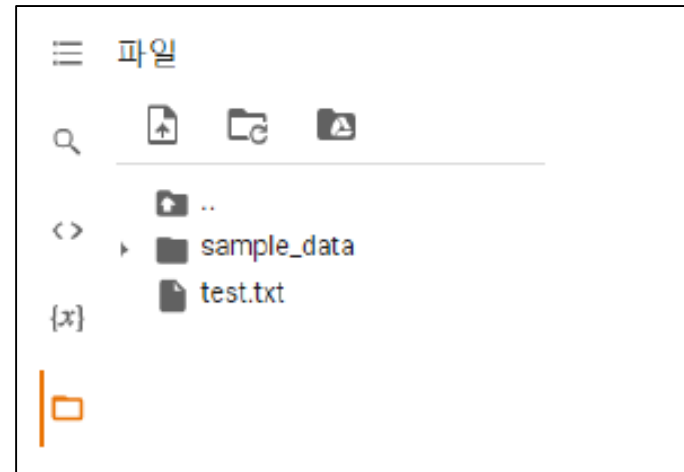 파일
..
sample_data
test.txt
{x}